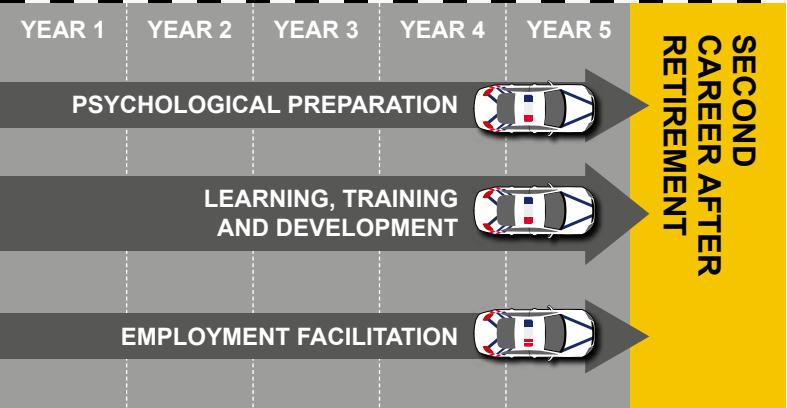 YEAR 1
YEAR 2
YEAR 3
YEAR 4
YEAR 5
PSYCHOLOGICAL PREPARATION
LEARNING, TRAINING
AND DEVELOPMENT
EMPLOYMENT FACILITATION
SECOND
CAREER AFTER
RETIREMENT